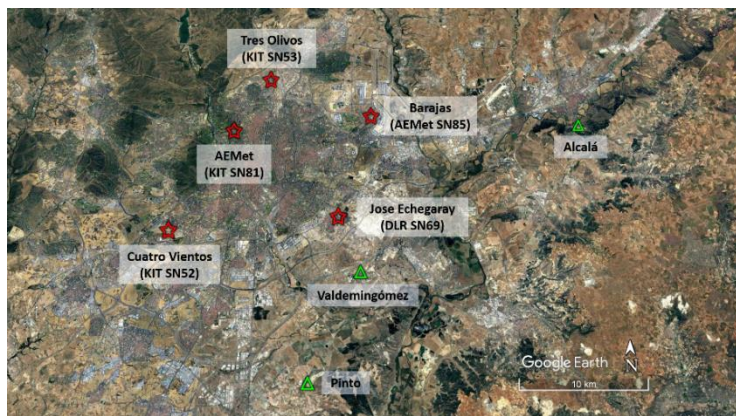 Tres Olivos
(KIT SN53)
Barajas
(AEMet SN85)
AEMet
(KIT SN81)
Alcalá
Jose Echegaray
(DLR SN69)
Cuatro Vientos
(KIT SN52)
Valdemingómez
Pinto
Google Earth
N
10 km